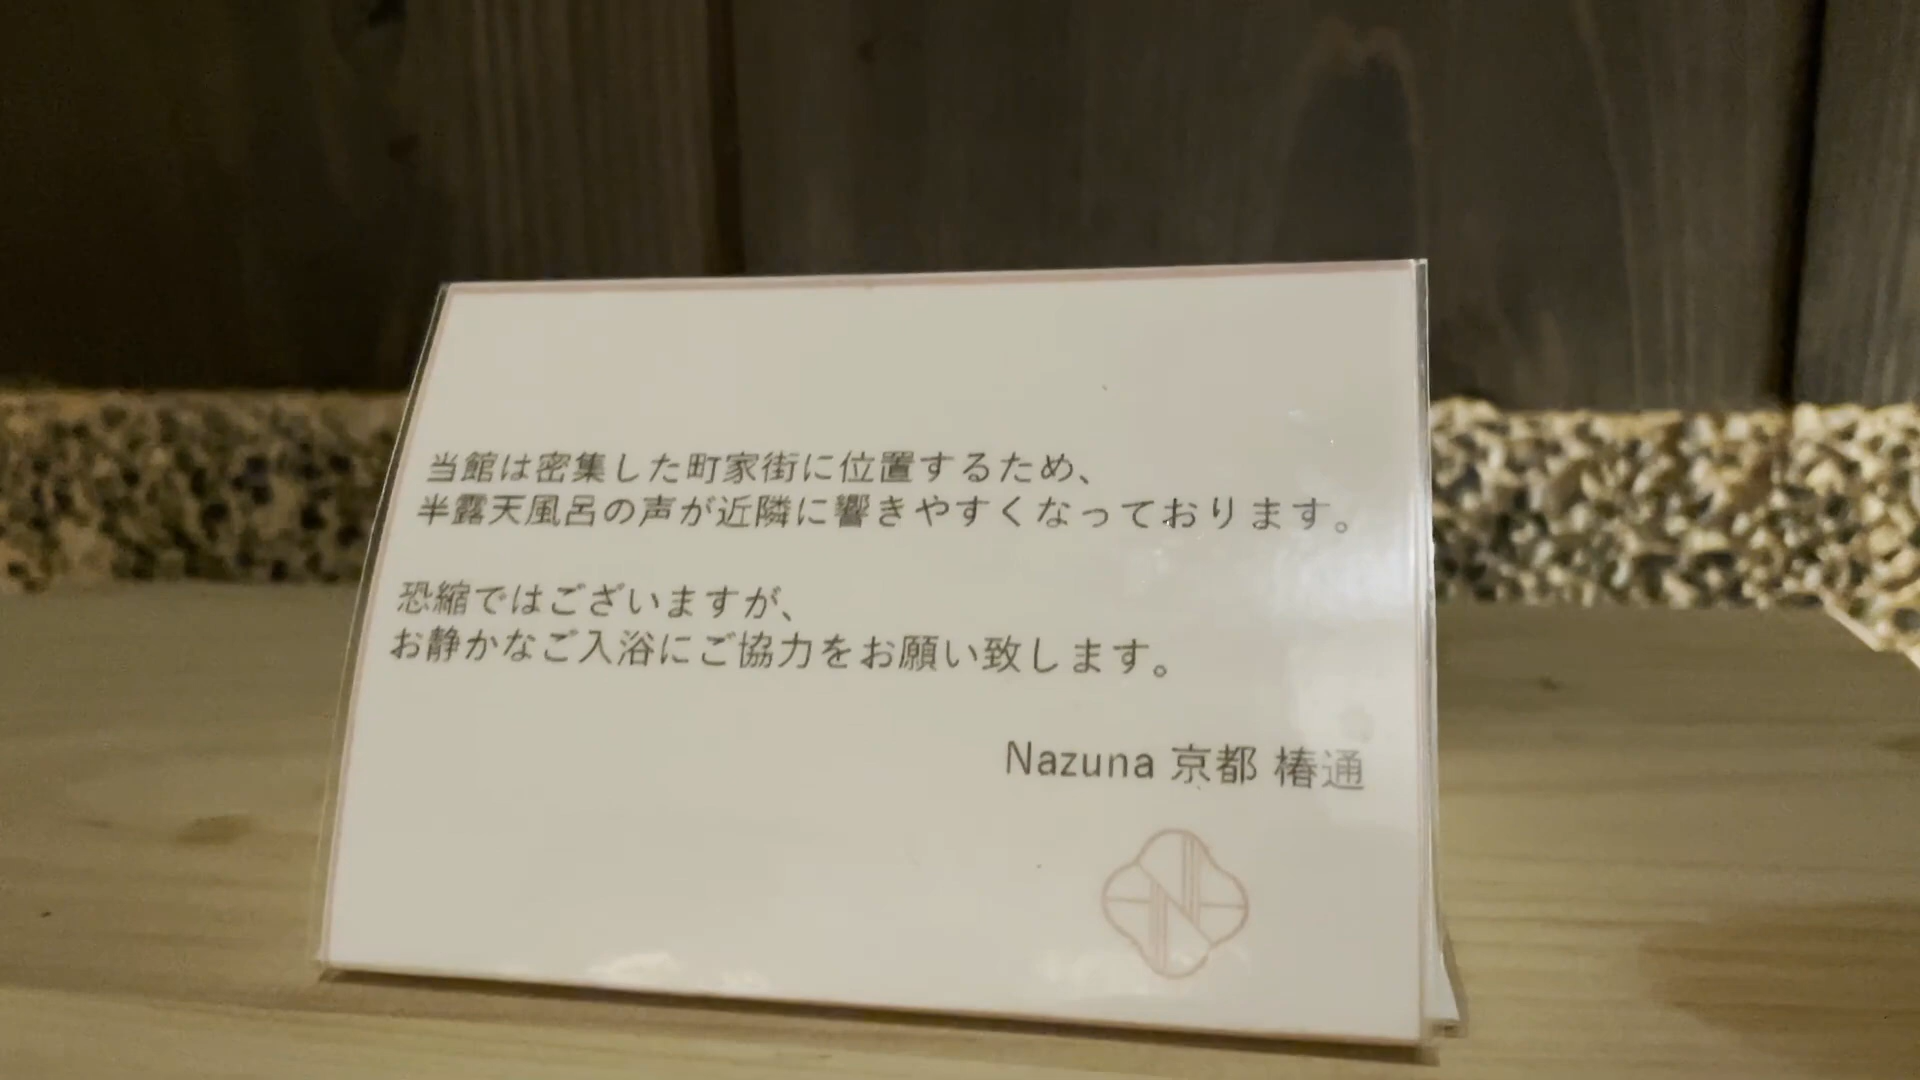 当館は密集した町家街に位置するため、
半露天風呂の声が近隣に響きやすくなっております。
恐縮ではございますが、
お静かなご入浴にご協力をお願い致します。
Nazuna 京都 椿通